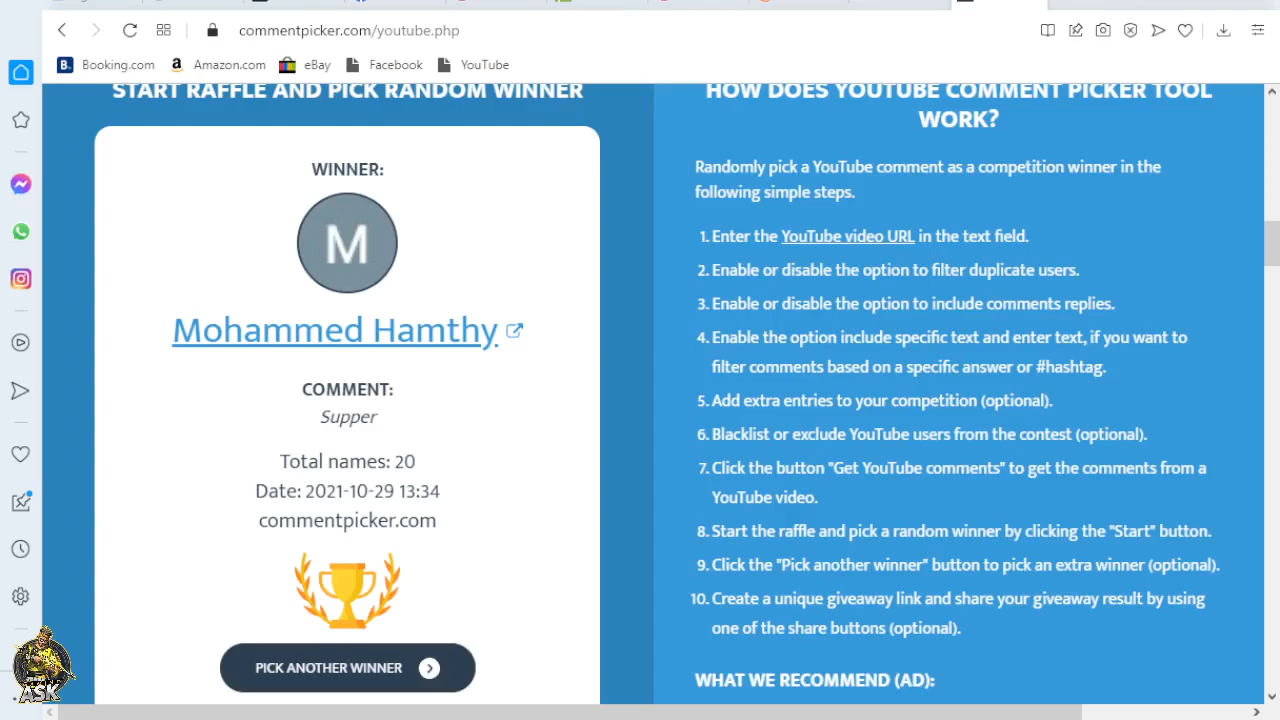 commentpicker.com/youtube.php
B. Booking.com a Amazon.com eBay Facebook YouTube
START RAFFLE AND PICK RANDOM WINNER
WINNER:
M
Mohammed Hamthy
COMMENT:
Supper
Total names: 20
Date: 2021-10-29 13:34
commentpicker.com
PICK ANOTHER WINNER
HOW DOES YOUTUBE COMMENT PICKER TOOL
WORK?
Randomly pick a YouTube comment as a competition winner in the
following simple steps.
1. Enter the YouTube video URL in the text field.
2. Enable or disable the option to filter duplicate users.
3. Enable or disable the option to include comments replies.
4. Enable the option include specific text and enter text, if you want to
filter comments based on a specific answer or #hashtag.
5. Add extra entries to your competition (optional).
6. Blacklist or exclude YouTube users from the contest (optional).
7. Click the button "Get YouTube comments" to get the comments from a
YouTube video.
8. Start the raffle and pick a random winner by clicking the "Start" button.
9. Click the "Pick another winner" button to pick an extra winner (optional).
10. Create a unique giveaway link and share your giveaway result by using
one of the share buttons (optional).
WHAT WE RECOMMEND (AD):
ASK